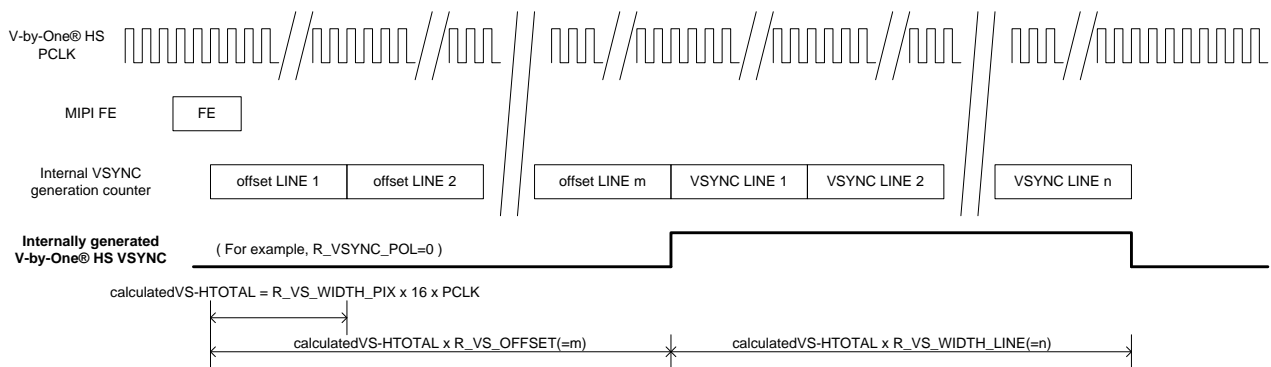 V-by-One® HS
PCLK
MIPI FE
FE
Internal VSYNC
generation counter
offset LINE 1
offset LINE 2
offset LINE m
VSYNC LINE 1
VSYNC LINE 2
VSYNC LINE n
Internally generated
V-by-One® HS VSYNC
( For example, R_VSYNC_POL=0 )
calculatedVS-HTOTAL = R_VS_WIDTH_PIX x 16 x PCLK
calculatedVS-HTOTAL x R_VS_OFFSET(=m)
calculatedVS-HTOTAL x R_VS_WIDTH_LINE(=n)